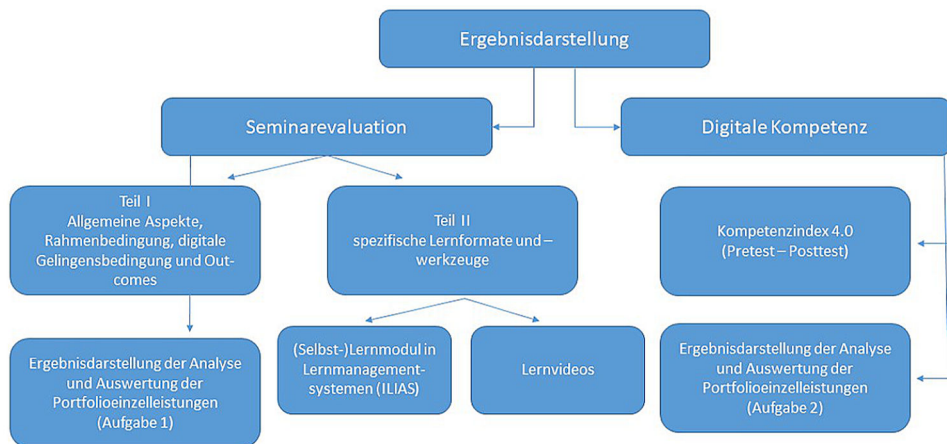 Ergebnisdarstellung
Seminarevaluation
Digitale Kompetenz
Teil I
Allgemeine Aspekte,
Rahmenbedingung, digitale
Gelingensbedingung und Out-
comes
Teil II
spezifische Lernformate und –
werkzeuge
Kompetenzindex 4.0
(Pretest – Posttest)
Ergebnisdarstellung der Analyse
und Auswertung der
Portfolioeinzelleistungen
(Aufgabe 1)
(Selbst-)Lernmodul in
Lernmanagement-
systemen (ILIAS)
Lernvideos
Ergebnisdarstellung der Analyse
und Auswertung der
Portfolioeinzelleistungen
(Aufgabe 2)